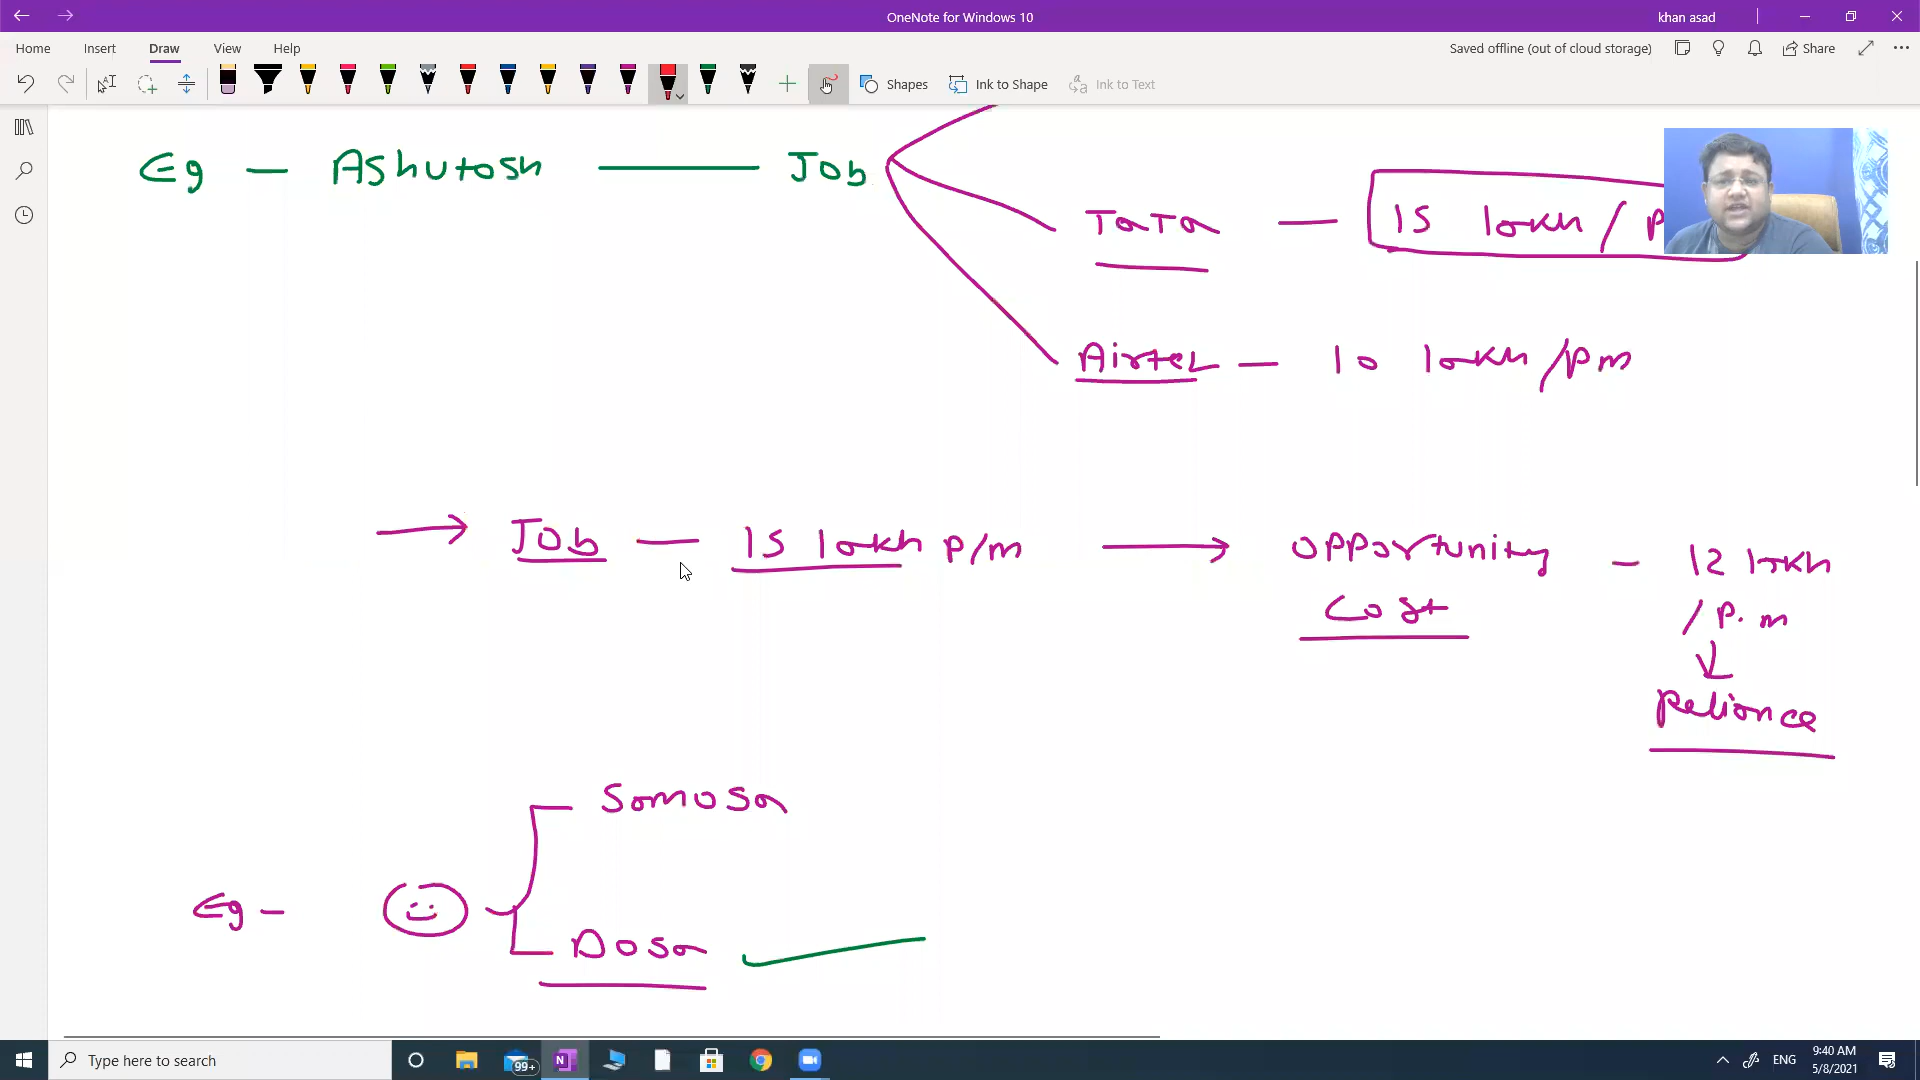 OneNote for Windows 10
khan asad
Home Insert Draw View Help
Saved offline (out of cloud storage)
Share
Shapes
Ink to Shape
Ink to Text
Eg - Ashutosh — Job
TaTa — 15 lakh / P
Airtel — 10 lakh /pm
→ Job — 15 lakh p/m → opportunity cost - 12 lakh / P.m
↓
Reliance
Samosa
Eg -
Dosa
Type here to search
99+
ENG
9:40 AM
5/8/2021